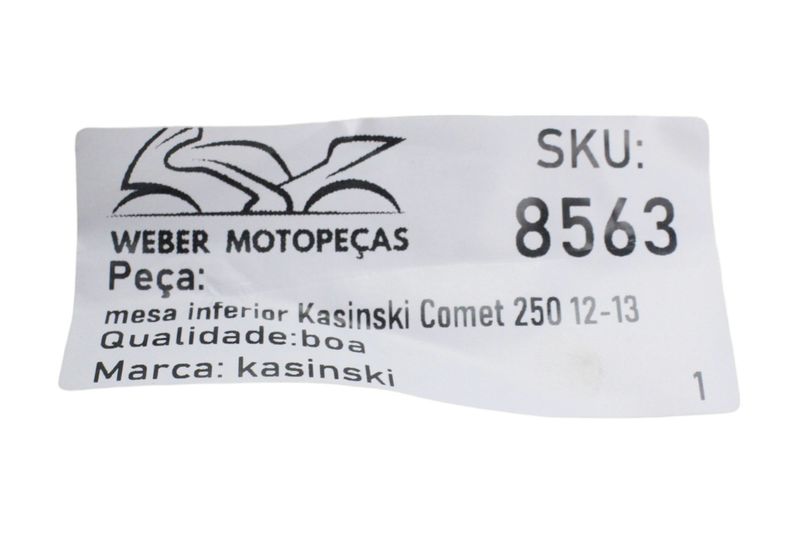 WEBER MOTOPEÇAS
SKU:
8563
Peça:
mesa inferior Kasinski Comet 250 12-13
Qualidade:boa
Marca: kasinski
1